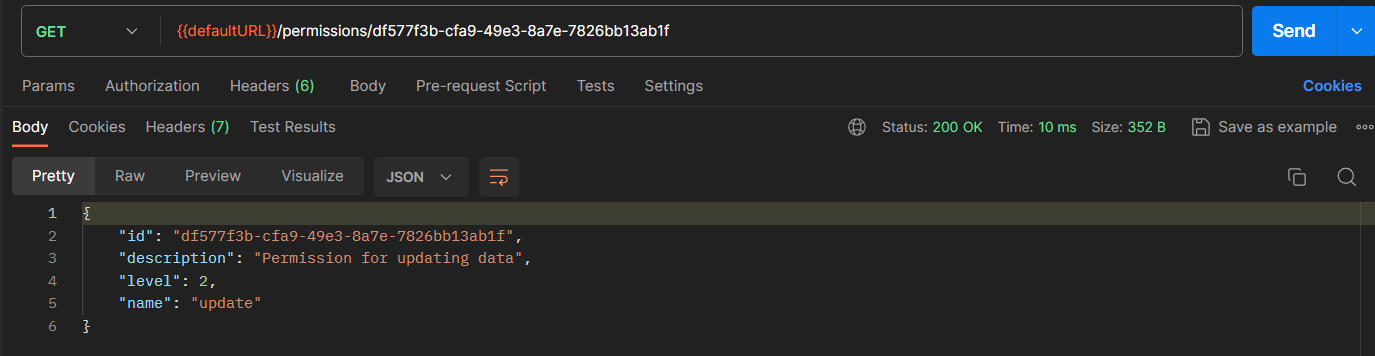 GET {{defaultURL}}/permissions/df577f3b-cfa9-49e3-8a7e-7826bb13ab1f Send
Params Authorization Headers (6) Body Pre-request Script Tests Settings Cookies
Body Cookies Headers (7) Test Results Status: 200 OK Time: 10 ms Size: 352 B Save as example
Pretty Raw Preview Visualize JSON
1 {
2 "id": "df577f3b-cfa9-49e3-8a7e-7826bb13ab1f",
3 "description": "Permission for updating data",
4 "level": 2,
5 "name": "update"
6 }